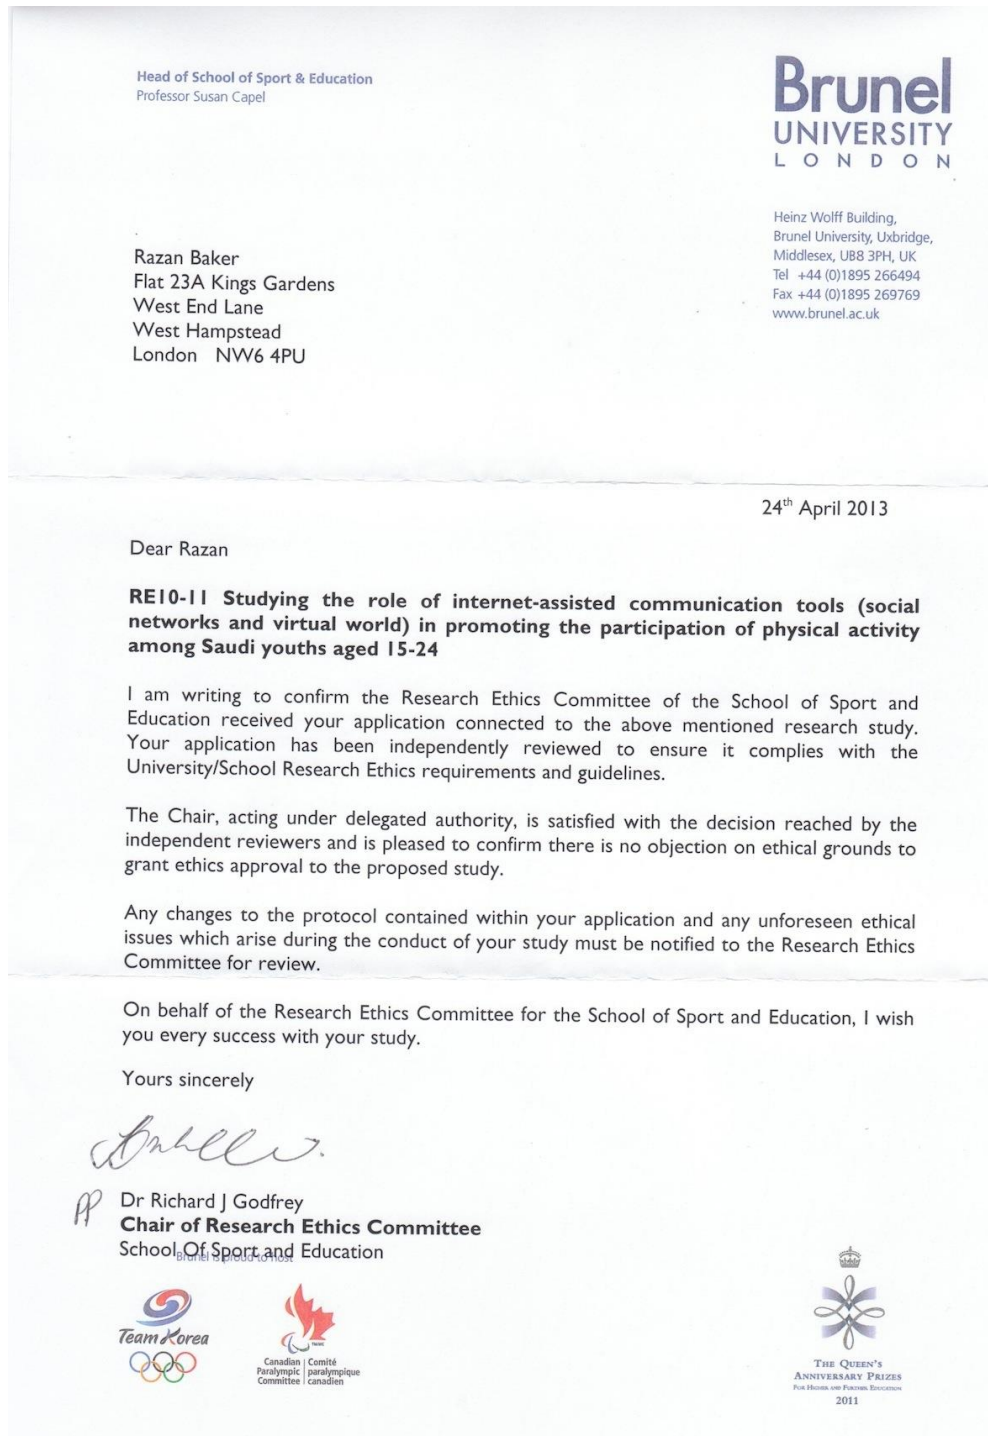 Head of School of Sport & Education
Professor Susan Capel
Brunel
UNIVERSITY
LONDON
Heinz Wolff Building,
Brunel University, Uxbridge,
Middlesex, UB8 3PH, UK
Tel +44 (0)1895 266494
Fax +44 (0)1895 269769
www.brunel.ac.uk
Razan Baker
Flat 23A Kings Gardens
West End Lane
West Hampstead
London NW6 4PU
24th April 2013
Dear Razan
RE10-11 Studying the role of internet-assisted communication tools (social
networks and virtual world) in promoting the participation of physical activity
among Saudi youths aged 15-24
I am writing to confirm the Research Ethics Committee of the School of Sport and
Education received your application connected to the above mentioned research study.
Your application has been independently reviewed to ensure it complies with the
University/School Research Ethics requirements and guidelines.
The Chair, acting under delegated authority, is satisfied with the decision reached by the
independent reviewers and is pleased to confirm there is no objection on ethical grounds to
grant ethics approval to the proposed study.
Any changes to the protocol contained within your application and any unforeseen ethical
issues which arise during the conduct of your study must be notified to the Research Ethics
Committee for review.
On behalf of the Research Ethics Committee for the School of Sport and Education, I wish
you every success with your study.
Yours sincerely
PP
Dr Richard J Godfrey
Chair of Research Ethics Committee
School Of Sport and Education
Brunel is proud to host
Team Korea
Canadian Comité
Paralympic paralympique
Committee canadien
THE QUEEN'S
ANNIVERSARY PRIZES
FOR HIGHER AND FURTHER EDUCATION
2011